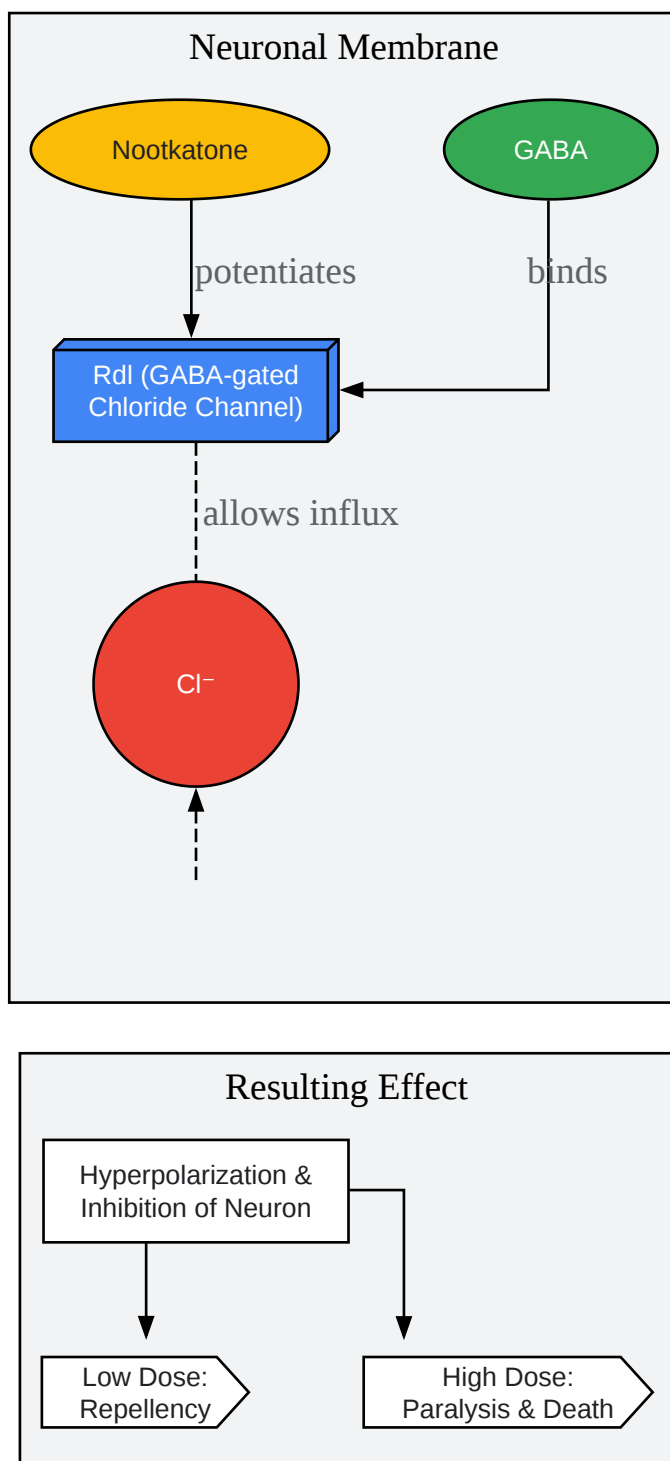 Neuronal Membrane
Nootkatone
GABA
potentiates
binds
Rdl (GABA-gated
Chloride Channel)
allows influx
Cl⁻
Resulting Effect
Hyperpolarization &
Inhibition of Neuron
Low Dose:
Repellency
High Dose:
Paralysis & Death